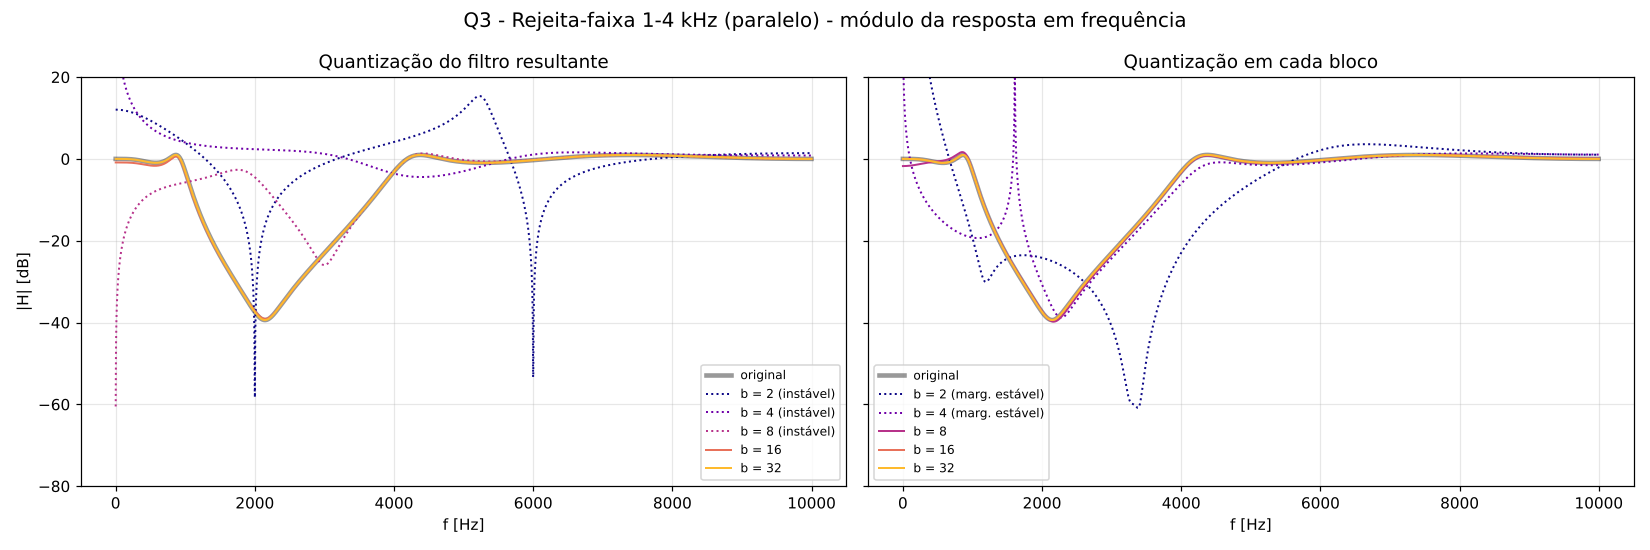 Q3 - Rejeita-faixa 1-4 kHz (paralelo) - módulo da resposta em frequência
Quantização do filtro resultante
20
0
−20
−40
−60
−80
|H| [dB]
original
b = 2 (instável)
b = 4 (instável)
b = 8 (instável)
b = 16
b = 32
0
2000
4000
6000
8000
10000
f [Hz]
Quantização em cada bloco
original
b = 2 (marg. estável)
b = 4 (marg. estável)
b = 8
b = 16
b = 32
0
2000
4000
6000
8000
10000
f [Hz]